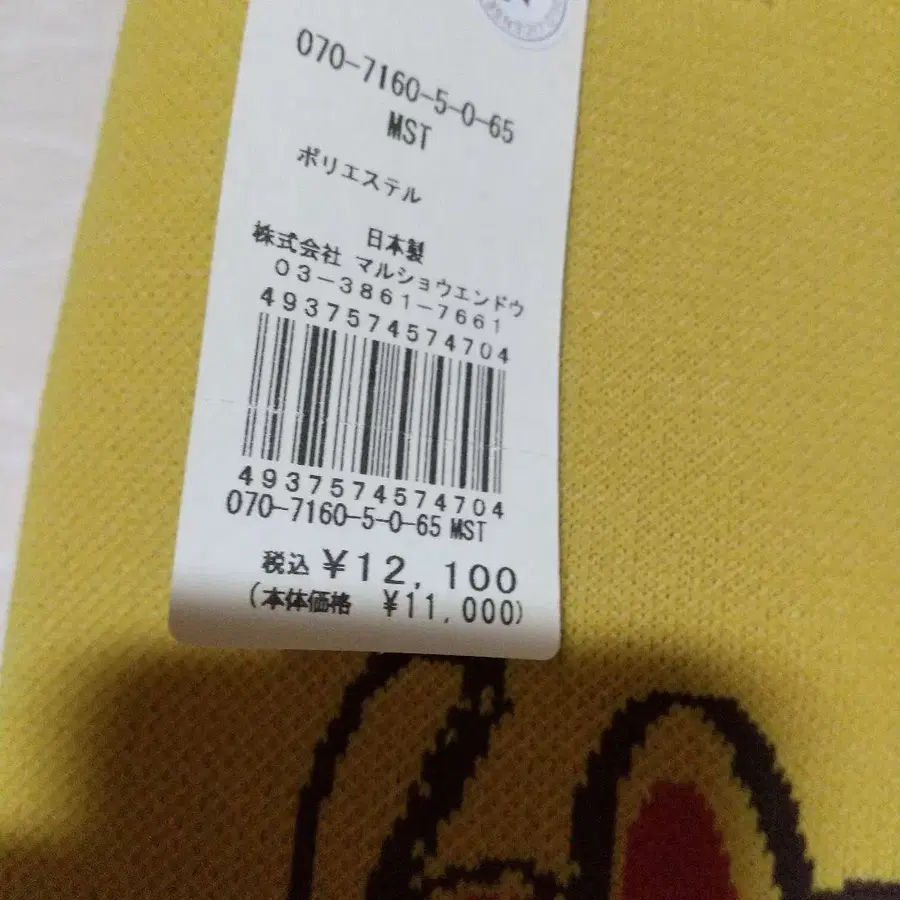 070-7160-5-0-65
MST
ポリエステル
日本製
株式会社 マルショウエンドウ
03-3861-7661
4937574574704
4937574574704
070-7160-5-0-65 MST
税込 ¥12,100
(本体価格 ¥11,000)